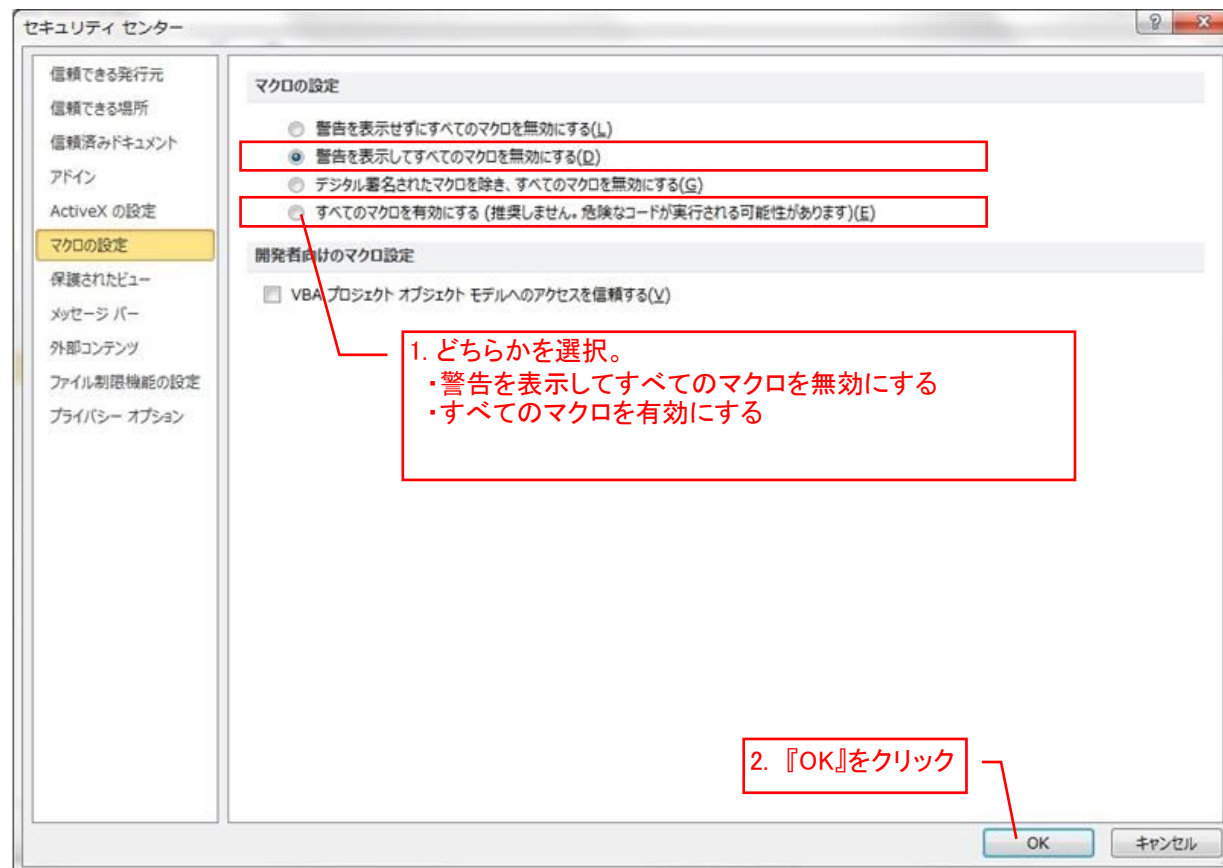 セキュリティ センター
信頼できる発行元
信頼できる場所
信頼済みドキュメント
アドイン
ActiveX の設定
マクロの設定
保護されたビュー
メッセージ バー
外部コンテンツ
ファイル制限機能の設定
プライバシー オプション
マクロの設定
警告を表示せずにすべてのマクロを無効にする(L)
警告を表示してすべてのマクロを無効にする(D)
デジタル署名されたマクロを除き、すべてのマクロを無効にする(G)
すべてのマクロを有効にする (推奨しません。危険なコードが実行される可能性があります)(E)
開発者向けのマクロ設定
VBA プロジェクト オブジェクト モデルへのアクセスを信頼する(V)
1. どちらかを選択。
・警告を表示してすべてのマクロを無効にする
・すべてのマクロを有効にする
2. 『OK』をクリック
OK
キャンセル